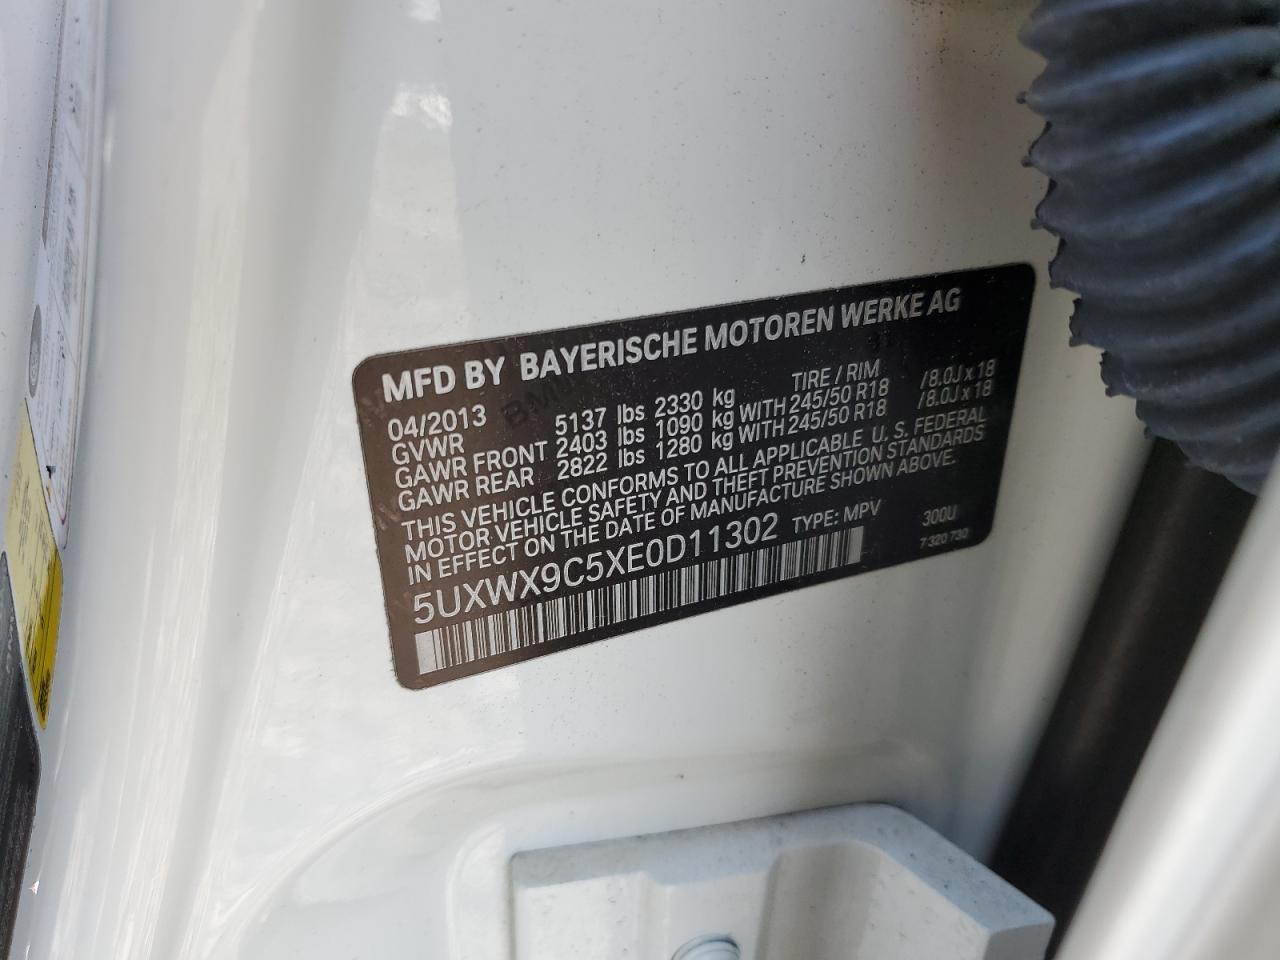 MFD BY BAYERISCHE MOTOREN WERKE AG
04/2013 TIRE / RIM
GVWR 5137 lbs 2330 kg
GAWR FRONT 2403 lbs 1090 kg WITH 245/50 R18 /8.0J x 18
GAWR REAR 2822 lbs 1280 kg WITH 245/50 R18 /8.0J x 18
THIS VEHICLE CONFORMS TO ALL APPLICABLE U. S. FEDERAL
MOTOR VEHICLE SAFETY AND THEFT PREVENTION STANDARDS
IN EFFECT ON THE DATE OF MANUFACTURE SHOWN ABOVE.
5UXWX9C5XE0D11302 TYPE: MPV 300U
7 320 730